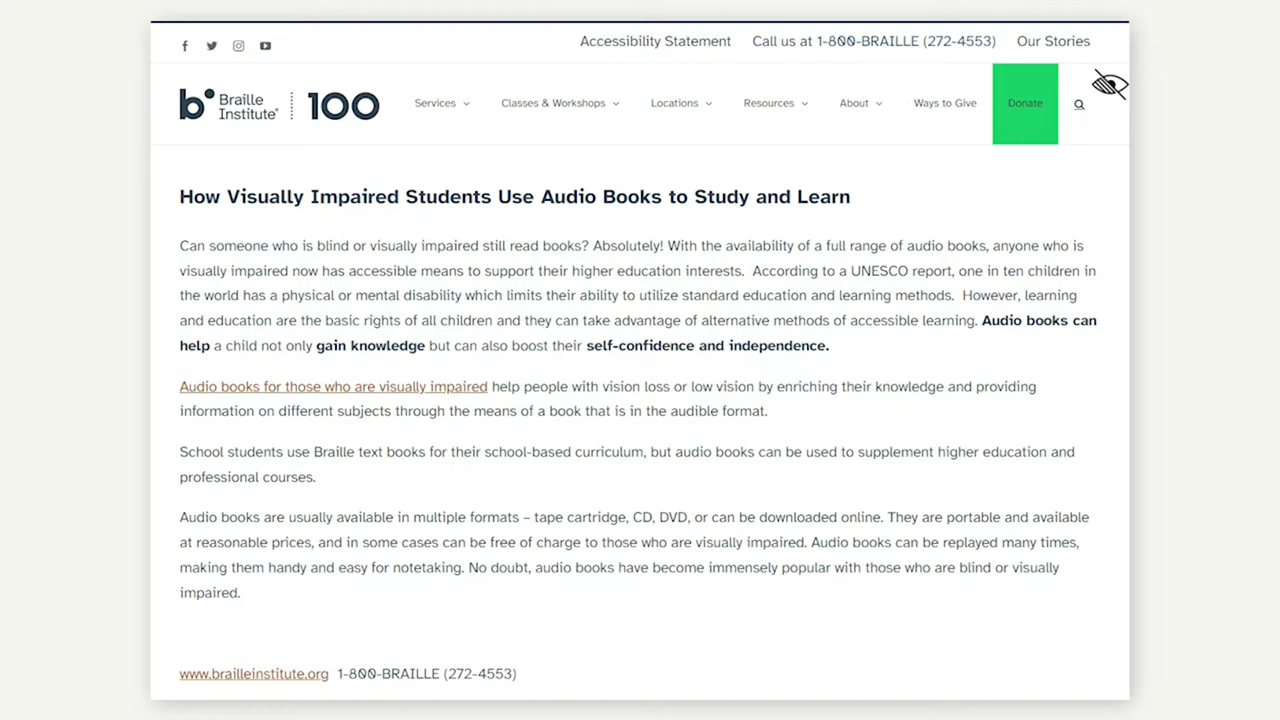 Accessibility Statement Call us at 1-800-BRAILLE (272-4553) Our Stories
b Braille Institute® 100 Services Classes & Workshops Locations Resources About Ways to Give Donate
How Visually Impaired Students Use Audio Books to Study and Learn
Can someone who is blind or visually impaired still read books? Absolutely! With the availability of a full range of audio books, anyone who is
visually impaired now has accessible means to support their higher education interests. According to a UNESCO report, one in ten children in
the world has a physical or mental disability which limits their ability to utilize standard education and learning methods. However, learning
and education are the basic rights of all children and they can take advantage of alternative methods of accessible learning. Audio books can
help a child not only gain knowledge but can also boost their self-confidence and independence.
Audio books for those who are visually impaired help people with vision loss or low vision by enriching their knowledge and providing
information on different subjects through the means of a book that is in the audible format.
School students use Braille text books for their school-based curriculum, but audio books can be used to supplement higher education and
professional courses.
Audio books are usually available in multiple formats – tape cartridge, CD, DVD, or can be downloaded online. They are portable and available
at reasonable prices, and in some cases can be free of charge to those who are visually impaired. Audio books can be replayed many times,
making them handy and easy for notetaking. No doubt, audio books have become immensely popular with those who are blind or visually
impaired.
www.brailleinstitute.org 1-800-BRAILLE (272-4553)